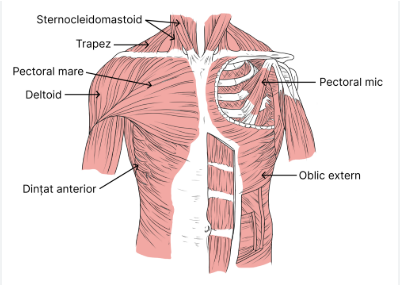 Sternocleidomastoid
Trapez
Pectoral mare
Deltoid
Pectoral mic
Dințat anterior
Oblic extern